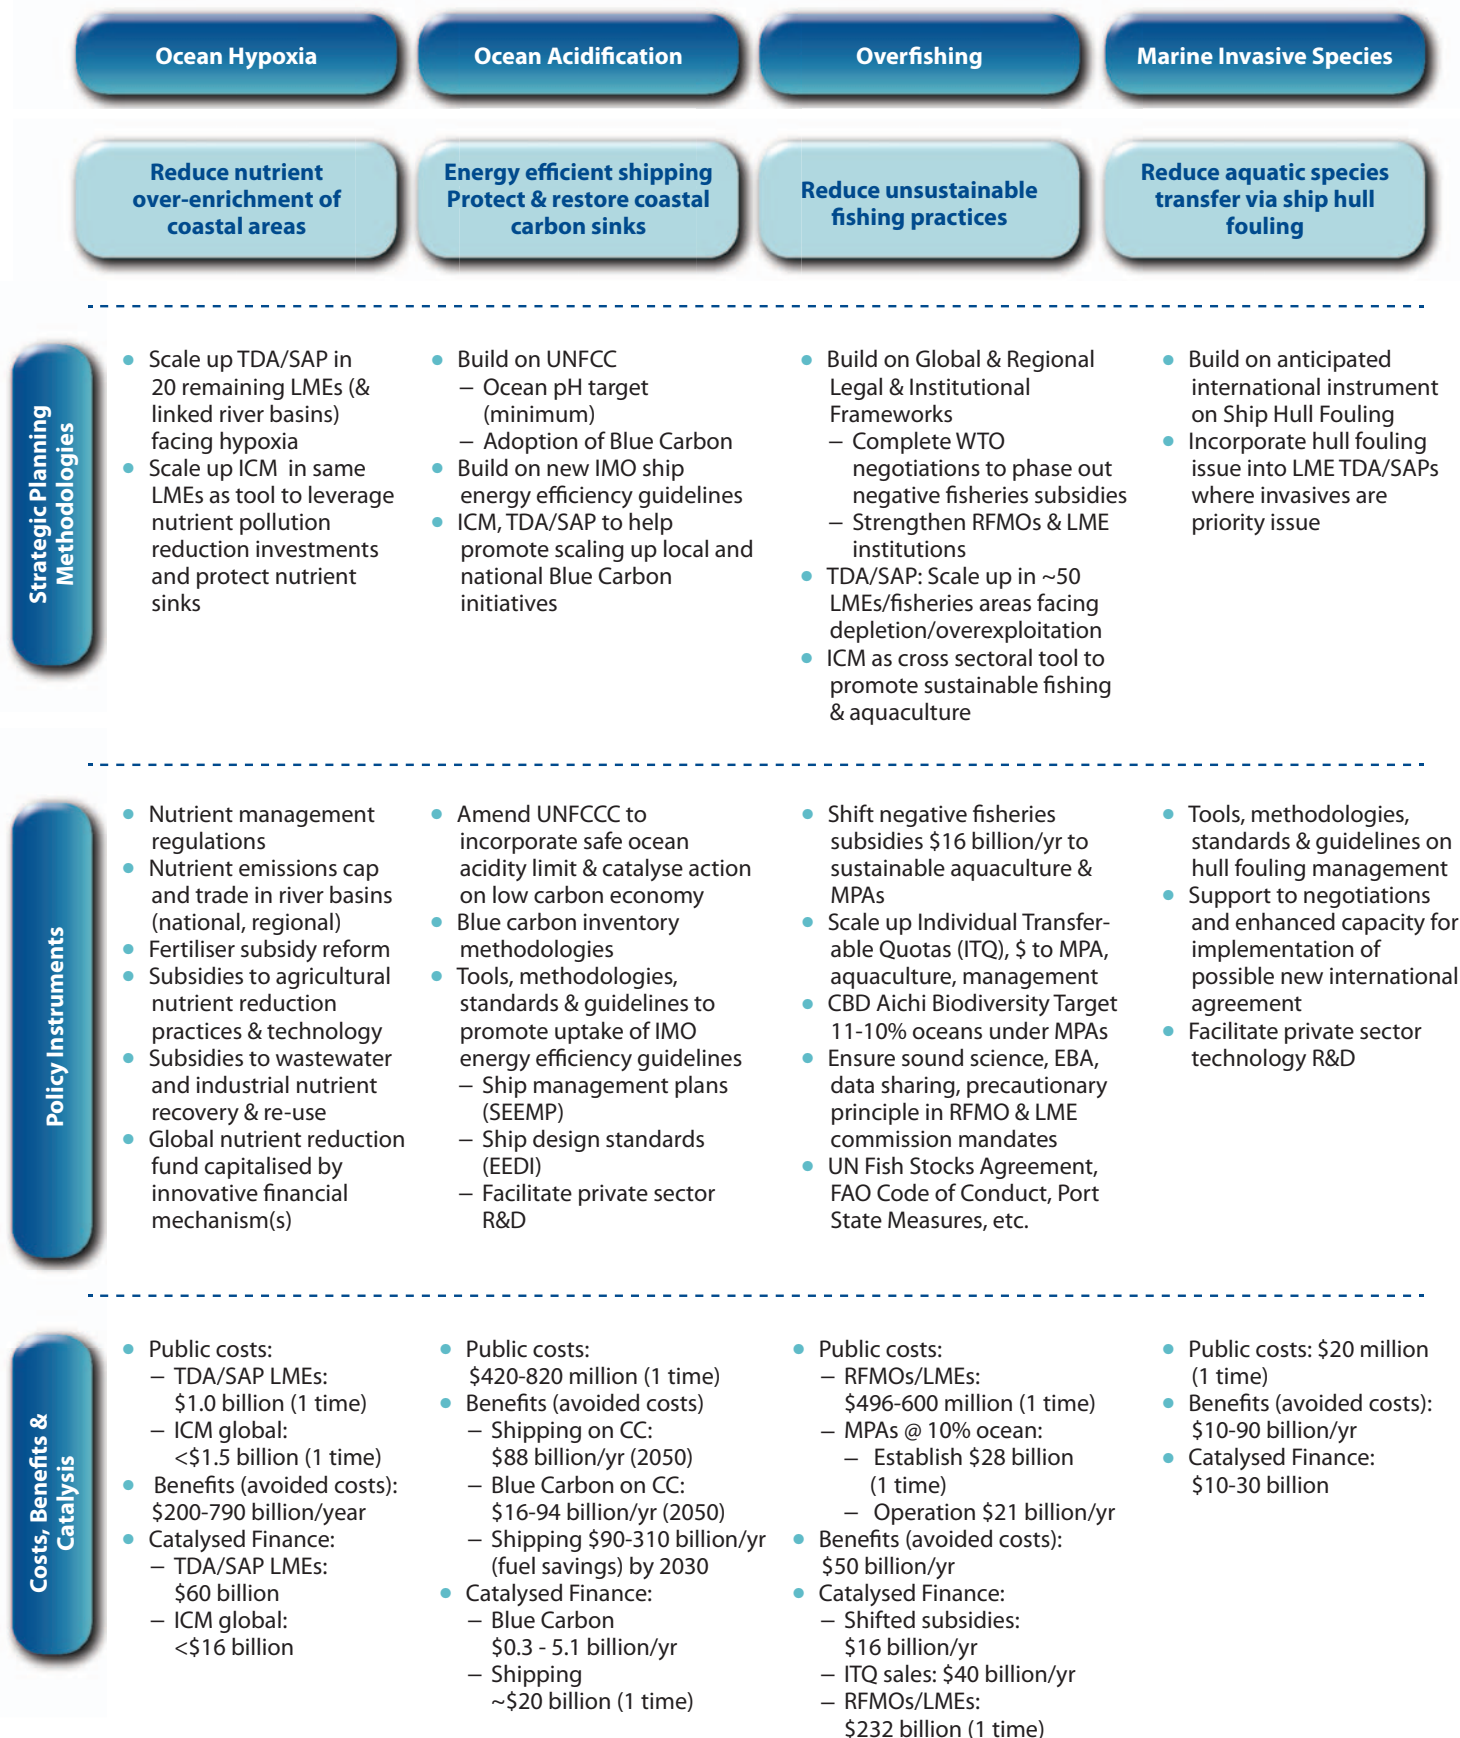 Ocean Hypoxia
Ocean Acidification
Overfishing
Marine Invasive Species
Reduce nutrient
over-enrichment of
coastal areas
Energy efficient shipping
Protect & restore coastal
carbon sinks
Reduce unsustainable
fishing practices
Reduce aquatic species
transfer via ship hull
fouling
Strategic Planning
Methodologies
• Scale up TDA/SAP in
20 remaining LMEs (&
linked river basins)
facing hypoxia
• Scale up ICM in same
LMEs as tool to leverage
nutrient pollution
reduction investments
and protect nutrient
sinks
• Build on UNFCC
– Ocean pH target
(minimum)
– Adoption of Blue Carbon
• Build on new IMO ship
energy efficiency guidelines
• ICM, TDA/SAP to help
promote scaling up local and
national Blue Carbon
initiatives
• Build on Global & Regional
Legal & Institutional
Frameworks
– Complete WTO
negotiations to phase out
negative fisheries subsidies
– Strengthen RFMOs & LME
institutions
• TDA/SAP: Scale up in ~50
LMEs/fisheries areas facing
depletion/overexploitation
• ICM as cross sectoral tool to
promote sustainable fishing
& aquaculture
• Build on anticipated
international instrument
on Ship Hull Fouling
• Incorporate hull fouling
issue into LME TDA/SAPs
where invasives are
priority issue
Policy Instruments
• Nutrient management
regulations
• Nutrient emissions cap
and trade in river basins
(national, regional)
• Fertiliser subsidy reform
• Subsidies to agricultural
nutrient reduction
practices & technology
• Subsidies to wastewater
and industrial nutrient
recovery & re-use
• Global nutrient reduction
fund capitalised by
innovative financial
mechanism(s)
• Amend UNFCCC to
incorporate safe ocean
acidity limit & catalyse action
on low carbon economy
• Blue carbon inventory
methodologies
• Tools, methodologies,
standards & guidelines to
promote uptake of IMO
energy efficiency guidelines
– Ship management plans
(SEEMP)
– Ship design standards
(EEDI)
– Facilitate private sector
R&D
• Shift negative fisheries
subsidies $16 billion/yr to
sustainable aquaculture &
MPAs
• Scale up Individual Transfer-
able Quotas (ITQ), $ to MPA,
aquaculture, management
• CBD Aichi Biodiversity Target
11-10% oceans under MPAs
• Ensure sound science, EBA,
data sharing, precautionary
principle in RFMO & LME
commission mandates
• UN Fish Stocks Agreement,
FAO Code of Conduct, Port
State Measures, etc.
• Tools, methodologies,
standards & guidelines on
hull fouling management
• Support to negotiations
and enhanced capacity for
implementation of
possible new international
agreement
• Facilitate private sector
technology R&D
Costs, Benefits &
Catalysis
• Public costs:
– TDA/SAP LMEs:
$1.0 billion (1 time)
– ICM global:
<$1.5 billion (1 time)
• Benefits (avoided costs):
$200-790 billion/year
• Catalysed Finance:
– TDA/SAP LMEs:
$60 billion
– ICM global:
<$16 billion
• Public costs:
$420-820 million (1 time)
• Benefits (avoided costs)
– Shipping on CC:
$88 billion/yr (2050)
– Blue Carbon on CC:
$16-94 billion/yr (2050)
– Shipping $90-310 billion/yr
(fuel savings) by 2030
• Catalysed Finance:
– Blue Carbon
$0.3 - 5.1 billion/yr
– Shipping
~$20 billion (1 time)
• Public costs:
– RFMOs/LMEs:
$496-600 million (1 time)
– MPAs @ 10% ocean:
– Establish $28 billion
(1 time)
– Operation $21 billion/yr
• Benefits (avoided costs):
$50 billion/yr
• Catalysed Finance:
– Shifted subsidies:
$16 billion/yr
– ITQ sales: $40 billion/yr
– RFMOs/LMEs:
$232 billion (1 time)
• Public costs: $20 million
(1 time)
• Benefits (avoided costs):
$10-90 billion/yr
• Catalysed Finance:
$10-30 billion